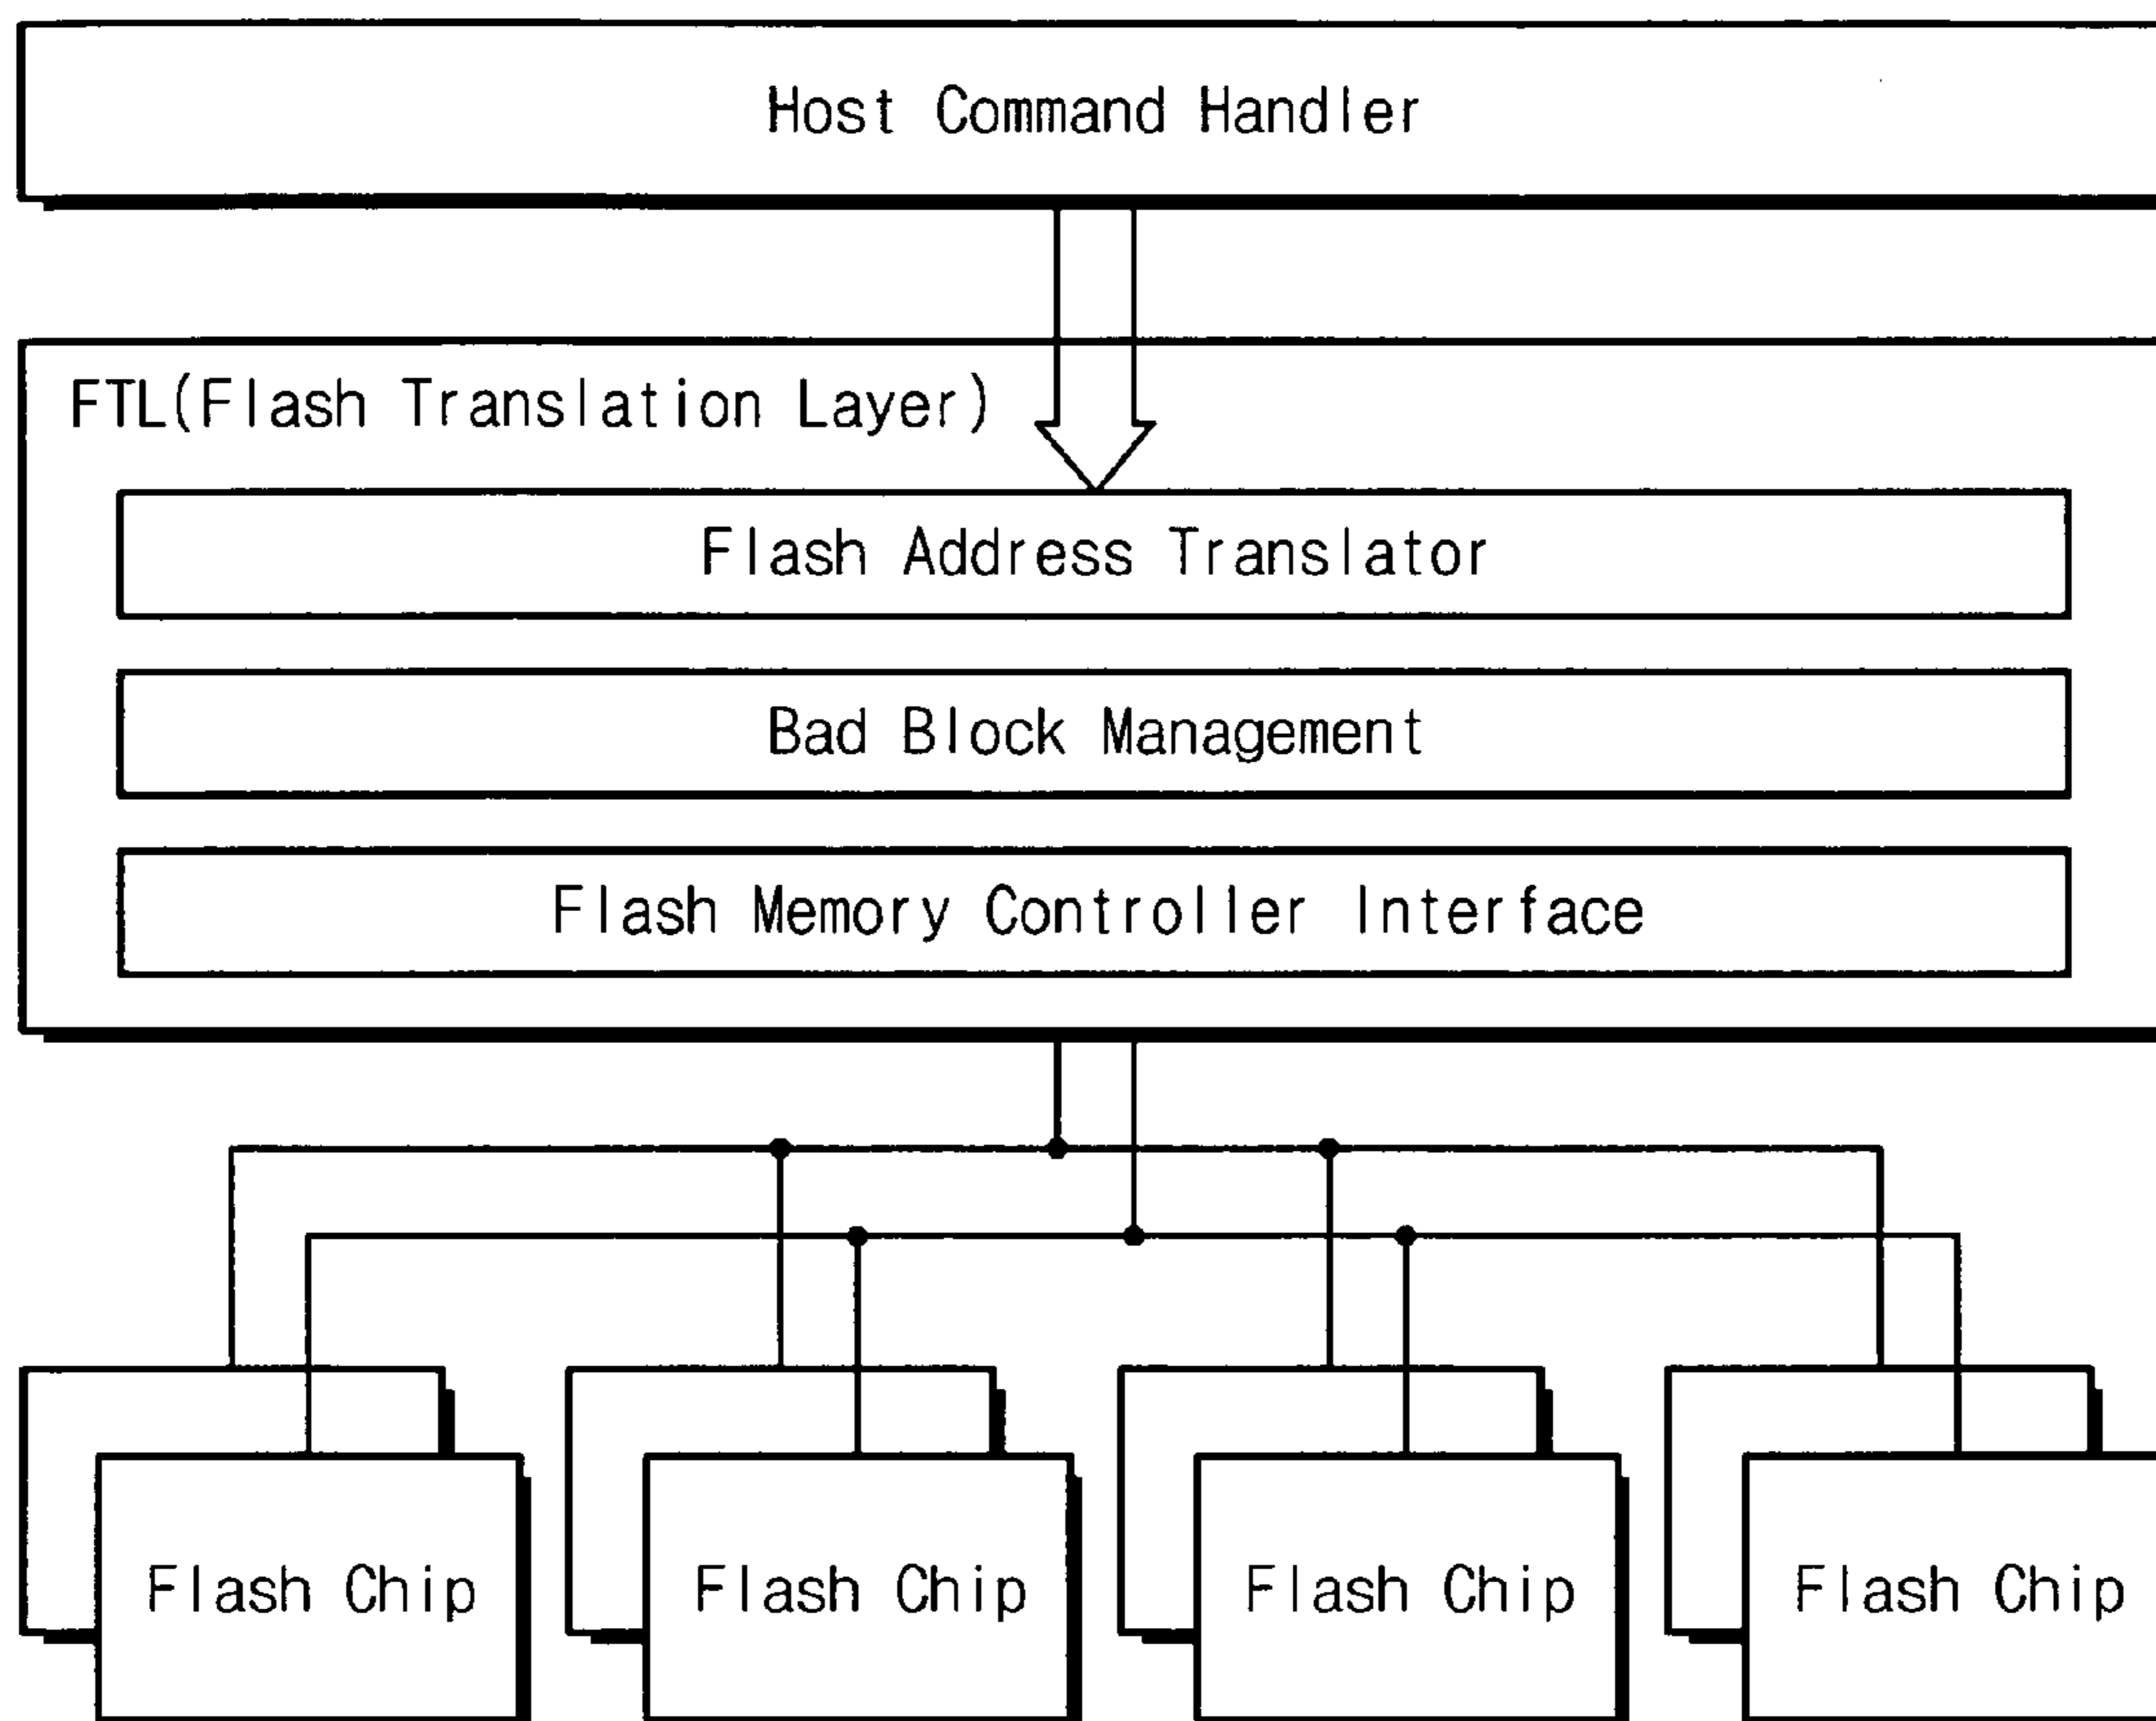 Host Command Handler
FTL(Flash Translation Layer)
Flash Address Translator
Bad Block Management
Flash Memory Controller Interface
Flash Chip Flash Chip Flash Chip Flash Chip